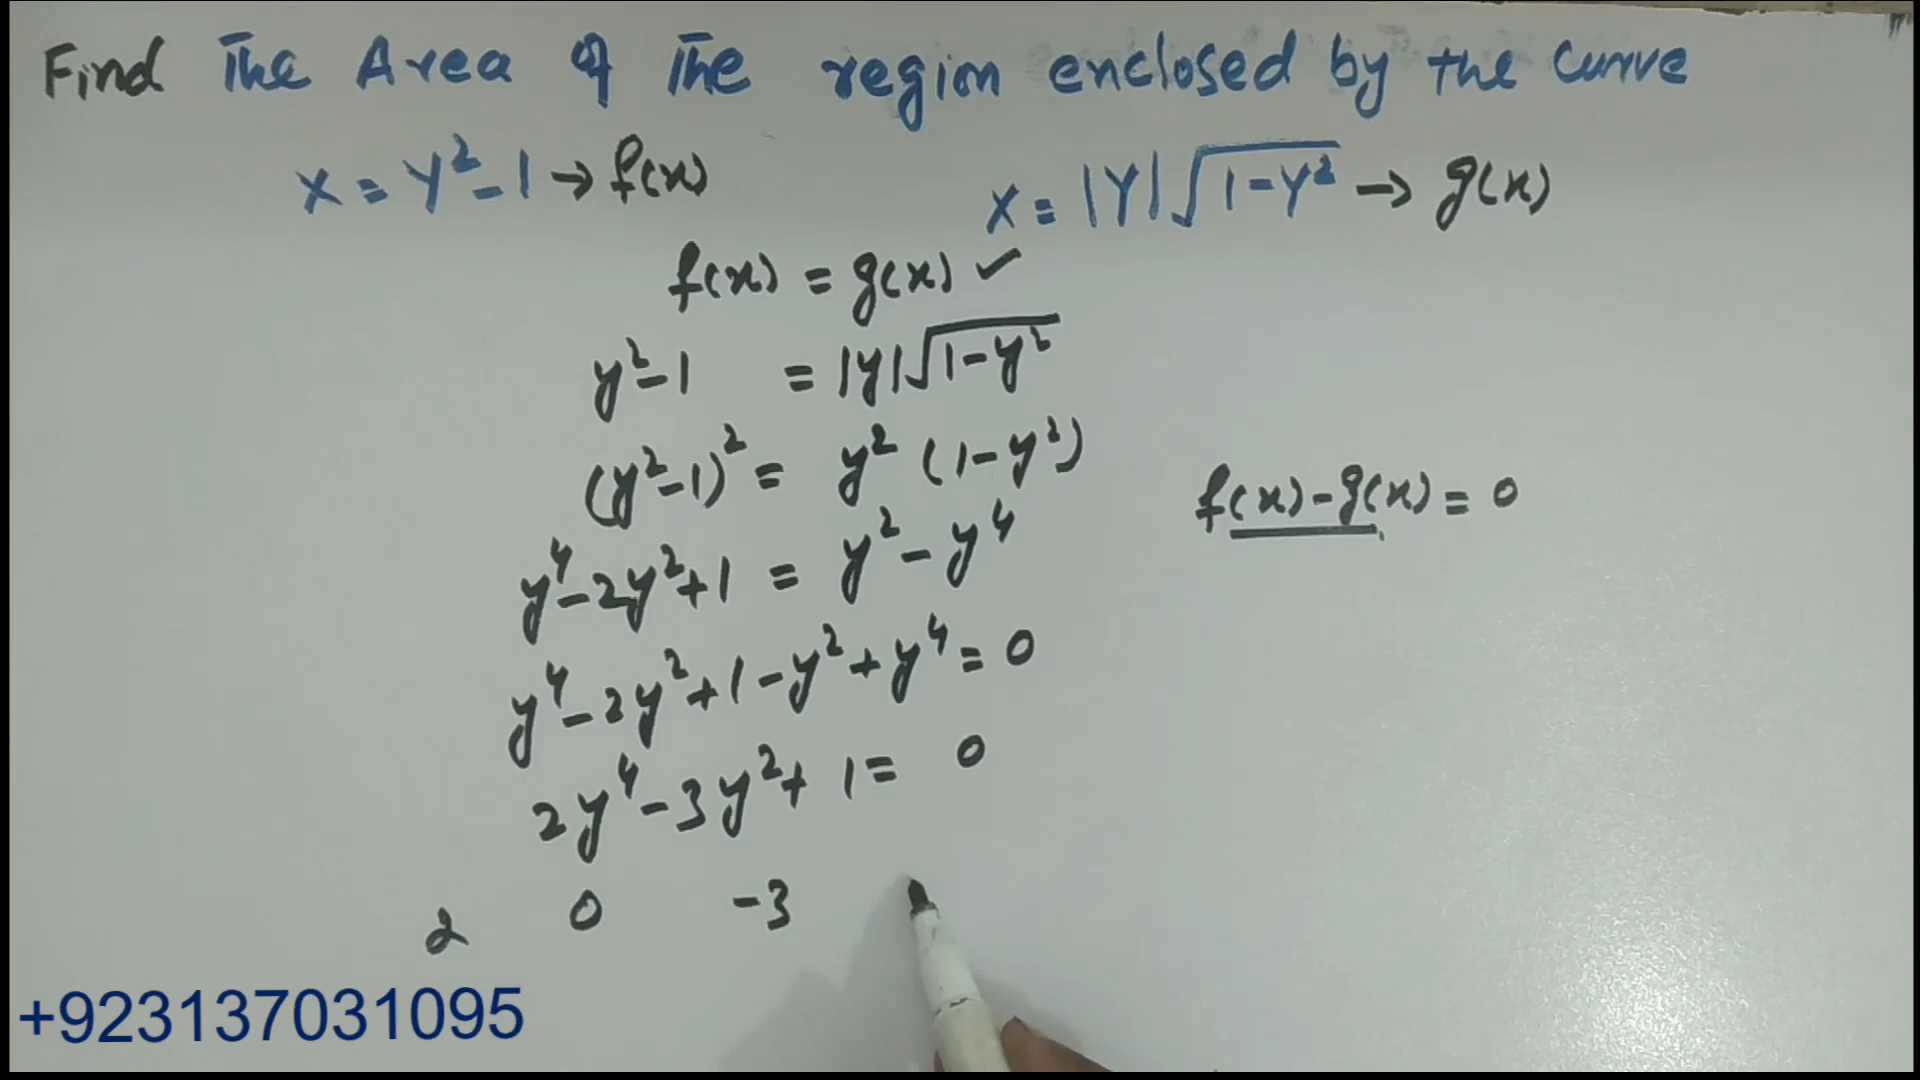 Find The Area of The region enclosed by the curve
x = y²-1 → f(x) x = |y|√1-y² → g(x)
f(x) = g(x) ✓
y²-1 = |y|√1-y²
(y²-1)² = y² (1-y²)
f(x)-g(x) = 0
y⁴-2y²+1 = y²-y⁴
y⁴-2y²+1-y²+y⁴ = 0
2y⁴-3y²+1 = 0
2 0 -3
+923137031095